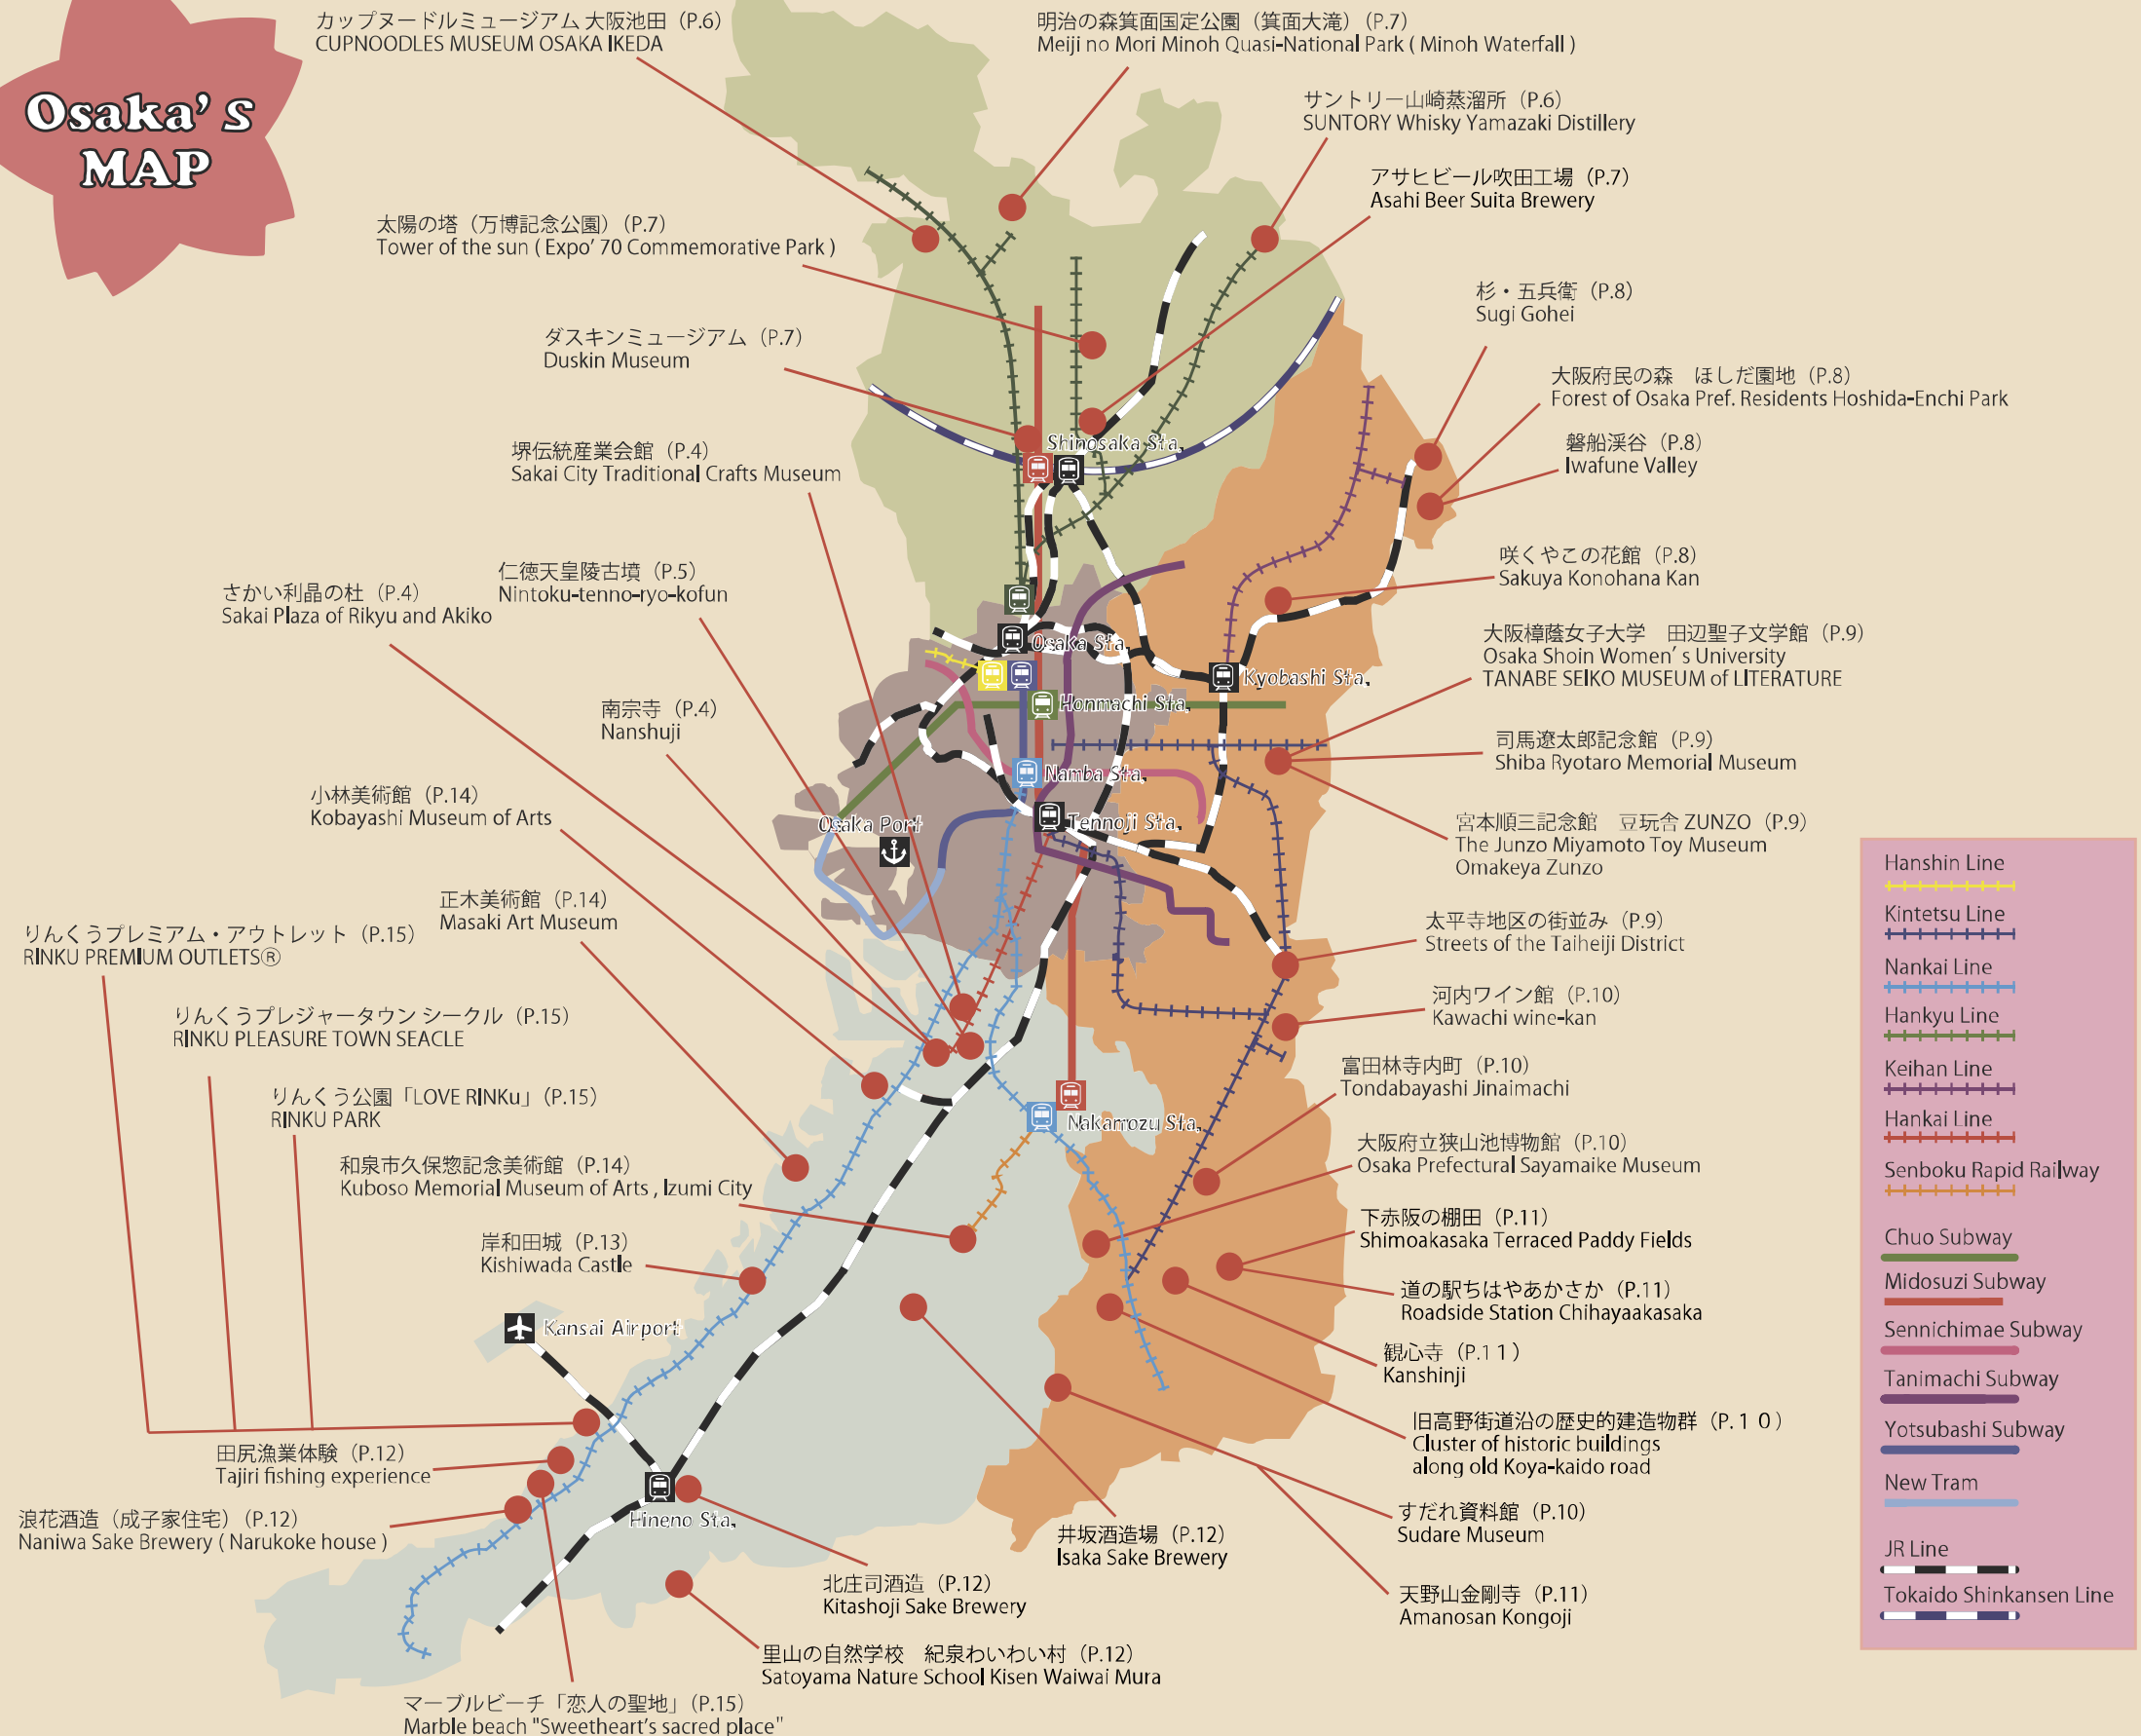 Osaka's
MAP
カップヌードルミュージアム 大阪池田（P.6）
CUPNOODLES MUSEUM OSAKA IKEDA
明治の森箕面国定公園（箕面大滝）（P.7）
Meiji no Mori Minoh Quasi-National Park ( Minoh Waterfall )
サントリー山崎蒸溜所（P.6）
SUNTORY Whisky Yamazaki Distillery
アサヒビール吹田工場（P.7）
Asahi Beer Suita Brewery
太陽の塔（万博記念公園）（P.7）
Tower of the sun ( Expo' 70 Commemorative Park )
杉・五兵衛（P.8）
Sugi Gohei
ダスキンミュージアム（P.7）
Duskin Museum
大阪府民の森　ほしだ園地（P.8）
Forest of Osaka Pref. Residents Hoshida-Enchi Park
磐船渓谷（P.8）
Iwafune Valley
堺伝統産業会館（P.4）
Sakai City Traditional Crafts Museum
Shinosaka Sta,
咲くやこの花館（P.8）
Sakuya Konohana Kan
仁徳天皇陵古墳（P.5）
Nintoku-tenno-ryo-kofun
さかい利晶の杜（P.4）
Sakai Plaza of Rikyu and Akiko
大阪樟蔭女子大学　田辺聖子文学館（P.9）
Osaka Shoin Women's University
TANABE SEIKO MUSEUM of LITERATURE
Osaka Sta,
Kyobashi Sta,
Honmachi Sta,
南宗寺（P.4）
Nanshuji
司馬遼太郎記念館（P.9）
Shiba Ryotaro Memorial Museum
Namba Sta,
小林美術館（P.14）
Kobayashi Museum of Arts
Osaka Port
Tennoji Sta,
宮本順三記念館　豆玩舎 ZUNZO（P.9）
The Junzo Miyamoto Toy Museum
Omakeya Zunzo
正木美術館（P.14）
Masaki Art Museum
太平寺地区の街並み（P.9）
Streets of the Taiheiji District
りんくうプレミアム・アウトレット（P.15）
RINKU PREMIUM OUTLETS®
河内ワイン館（P.10）
Kawachi wine-kan
りんくうプレジャータウン シークル（P.15）
RINKU PLEASURE TOWN SEACLE
富田林寺内町（P.10）
Tondabayashi Jinaimachi
りんくう公園「LOVE RINKu」（P.15）
RINKU PARK
Nakamozu Sta,
大阪府立狭山池博物館（P.10）
Osaka Prefectural Sayamaike Museum
和泉市久保惣記念美術館（P.14）
Kuboso Memorial Museum of Arts , Izumi City
下赤阪の棚田（P.11）
Shimoakasaka Terraced Paddy Fields
岸和田城（P.13）
Kishiwada Castle
道の駅ちはやあかさか（P.11）
Roadside Station Chihayaakasaka
Kansai Airport
観心寺（P.1１）
Kanshinji
旧高野街道沿の歴史的建造物群（P.１０）
Cluster of historic buildings
along old Koya-kaido road
田尻漁業体験（P.12）
Tajiri fishing experience
すだれ資料館（P.10）
Sudare Museum
浪花酒造（成子家住宅）（P.12）
Naniwa Sake Brewery ( Narukoke house )
Hineno Sta,
井坂酒造場（P.12）
Isaka Sake Brewery
北庄司酒造（P.12）
Kitashoji Sake Brewery
天野山金剛寺（P.11）
Amanosan Kongoji
里山の自然学校　紀泉わいわい村（P.12）
Satoyama Nature School Kisen Waiwai Mura
マーブルビーチ「恋人の聖地」（P.15）
Marble beach "Sweetheart's sacred place"
Hanshin Line
Kintetsu Line
Nankai Line
Hankyu Line
Keihan Line
Hankai Line
Senboku Rapid Railway
Chuo Subway
Midosuzi Subway
Sennichimae Subway
Tanimachi Subway
Yotsubashi Subway
New Tram
JR Line
Tokaido Shinkansen Line